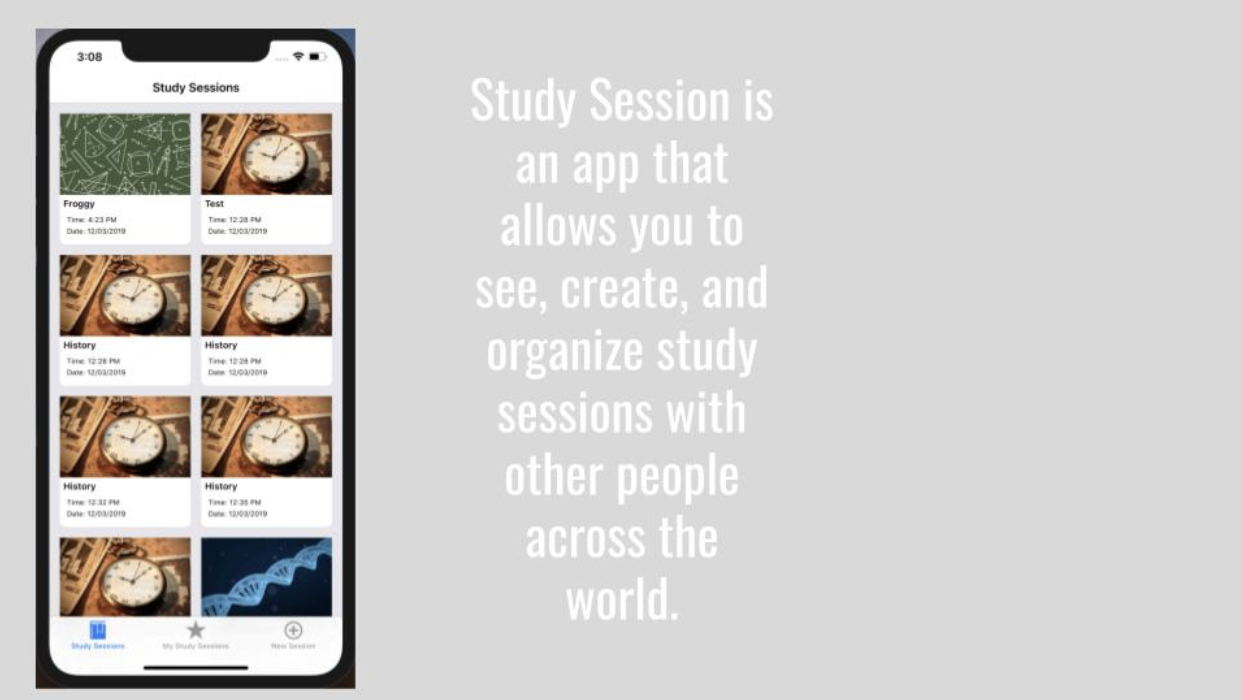 3:08
Study Sessions
Froggy
Time: 4:23 PM
Date: 12/03/2019
Test
Time: 12:28 PM
Date: 12/03/2019
History
Time: 12:28 PM
Date: 12/03/2019
History
Time: 12:28 PM
Date: 12/03/2019
History
Time: 12:32 PM
Date: 12/03/2019
History
Time: 12:35 PM
Date: 12/03/2019
Study Sessions
My Study Sessions
New Session
Study Session is
an app that
allows you to
see, create, and
organize study
sessions with
other people
across the
world.